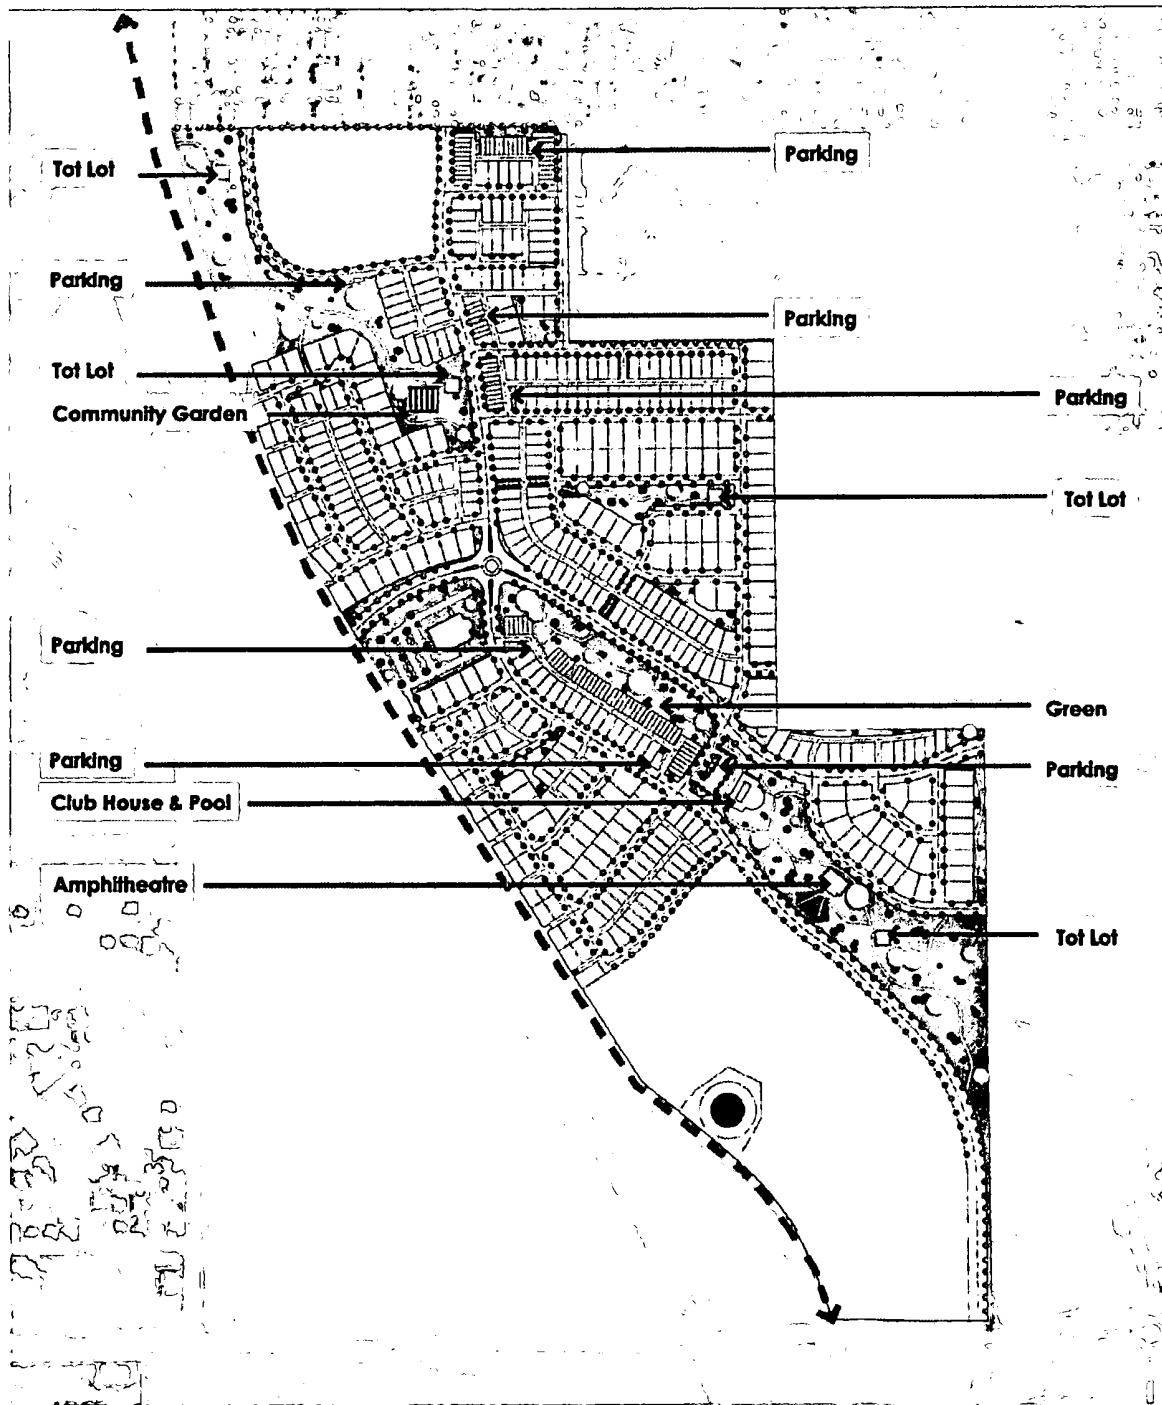 Parking
Tot Lot
Parking
Parking
Tot Lot
Parking
Community Garden
Tot Lot
Parking
Green
Parking
Parking
Club House & Pool
Amphitheatre
Tot Lot